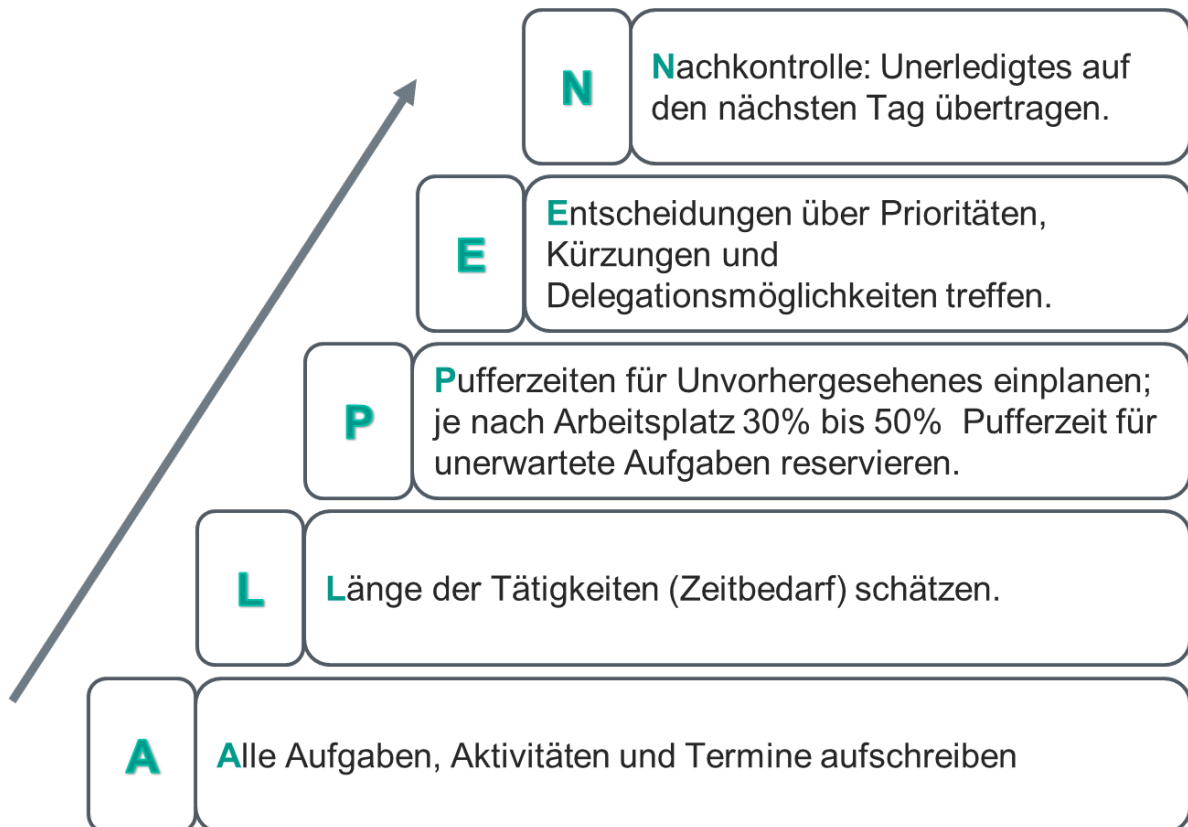 N
Nachkontrolle: Unerledigtes auf
den nächsten Tag übertragen.
E
Entscheidungen über Prioritäten,
Kürzungen und
Delegationsmöglichkeiten treffen.
P
Pufferzeiten für Unvorhergesehenes einplanen;
je nach Arbeitsplatz 30% bis 50%  Pufferzeit für
unerwartete Aufgaben reservieren.
L
Länge der Tätigkeiten (Zeitbedarf) schätzen.
A
Alle Aufgaben, Aktivitäten und Termine aufschreiben